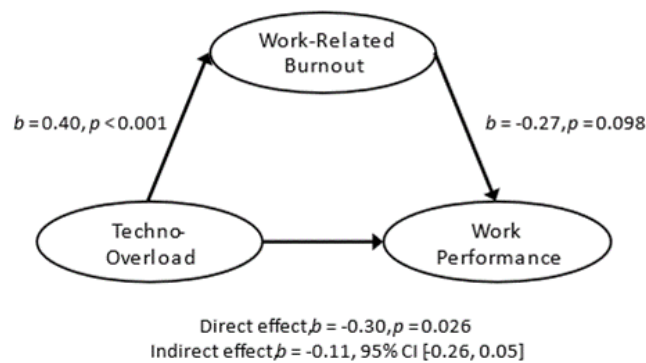 Work-Related
Burnout
b = 0.40, p < 0.001
b = -0.27, p = 0.098
Techno-
Overload
Work
Performance
Direct effect, b = -0.30, p = 0.026
Indirect effect, b = -0.11, 95% CI [-0.26, 0.05]